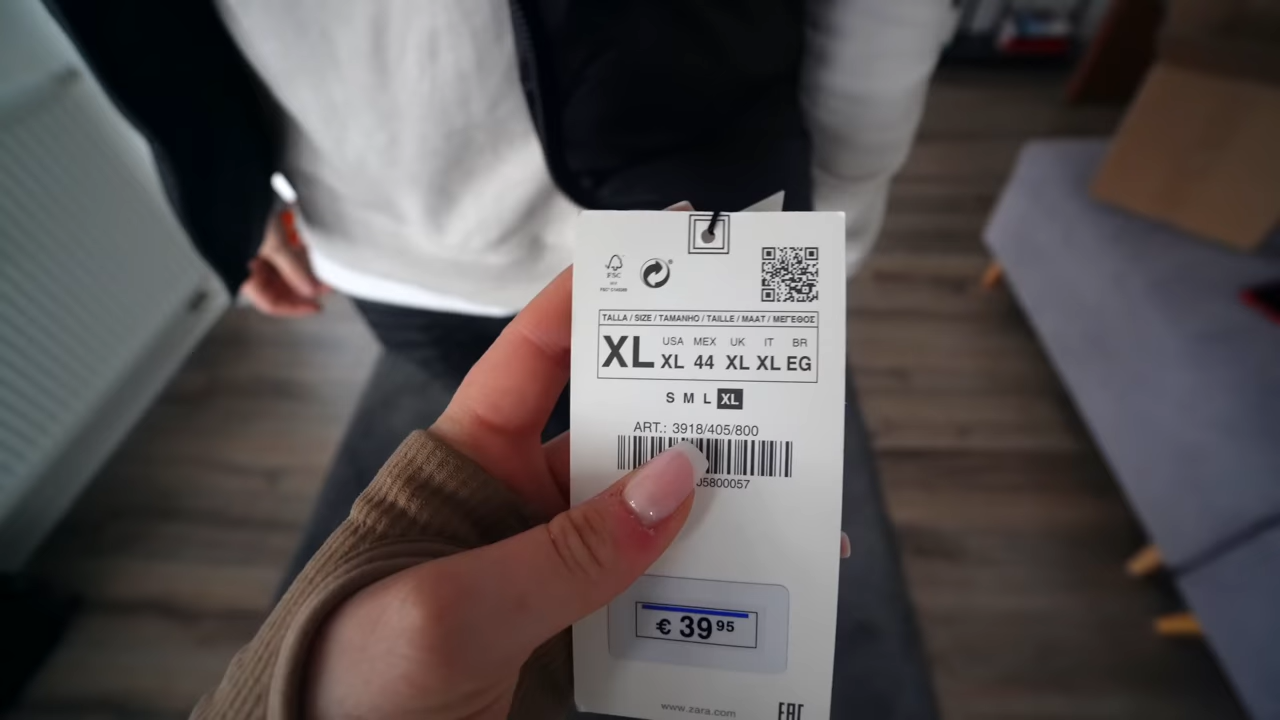 FSC
TALLA / SIZE / TAMANHO / TAILLE / MAAT / ΜΕΓΕΘΟΣ
XL
USA MEX UK IT BR
XL 44 XL XL EG
S M L XL
ART.: 3918/405/800
5800057
€ 39 95
www.zara.com
EAC